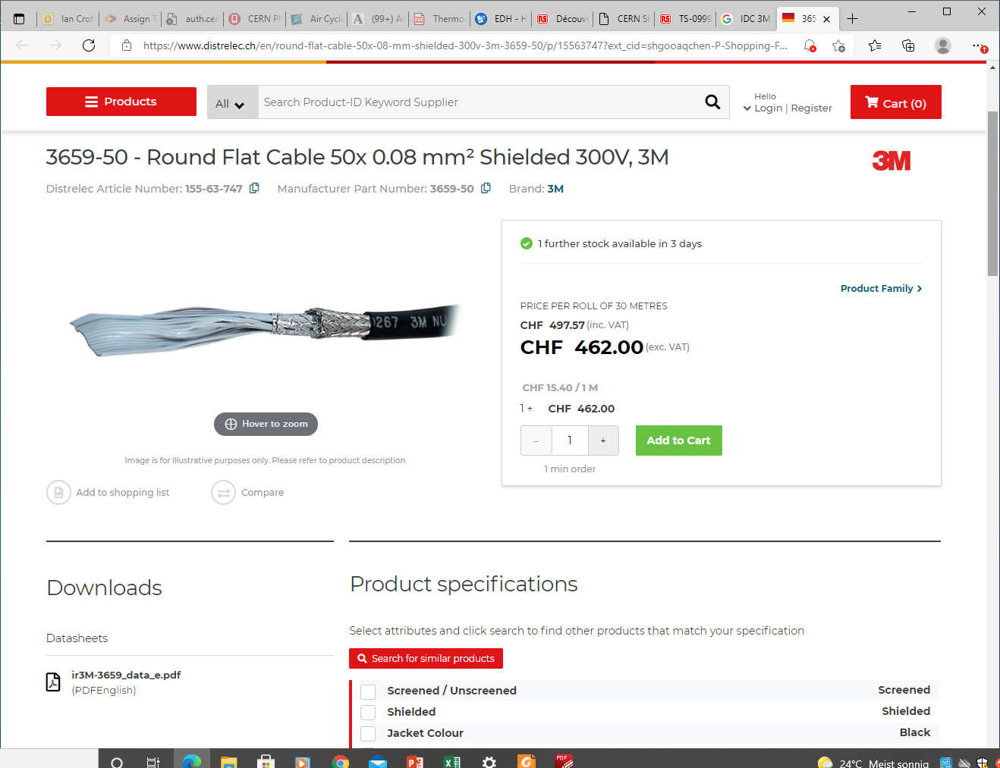 Ian Crot
Assign T
auth.cer
CERN Ph
Air Cycle
(99+) Ac
Thermo
EDH - H
Découvr
CERN St
TS-0999
IDC 3M
365
https://www.distrelec.ch/en/round-flat-cable-50x-08-mm-shielded-300v-3m-3659-50/p/15563747?ext_cid=shgooaqchen-P-Shopping-F...
Products
All
Search Product-ID Keyword Supplier
Hello
Login | Register
Cart (0)
3659-50 - Round Flat Cable 50x 0.08 mm² Shielded 300V, 3M
3M
Distrelec Article Number: 155-63-747
Manufacturer Part Number: 3659-50
Brand: 3M
1 further stock available in 3 days
Product Family
PRICE PER ROLL OF 30 METRES
CHF 497.57 (inc. VAT)
CHF 462.00 (exc. VAT)
CHF 15.40 / 1 M
1 + CHF 462.00
- 1 +
Add to Cart
1 min order
267 3M NU
Hover to zoom
Image is for illustrative purposes only. Please refer to product description.
Add to shopping list
Compare
Downloads
Datasheets
ir3M-3659_data_e.pdf
(PDFEnglish)
Product specifications
Select attributes and click search to find other products that match your specification
Search for similar products
Screened / Unscreened Screened
Shielded Shielded
Jacket Colour Black
24°C Meist sonnig